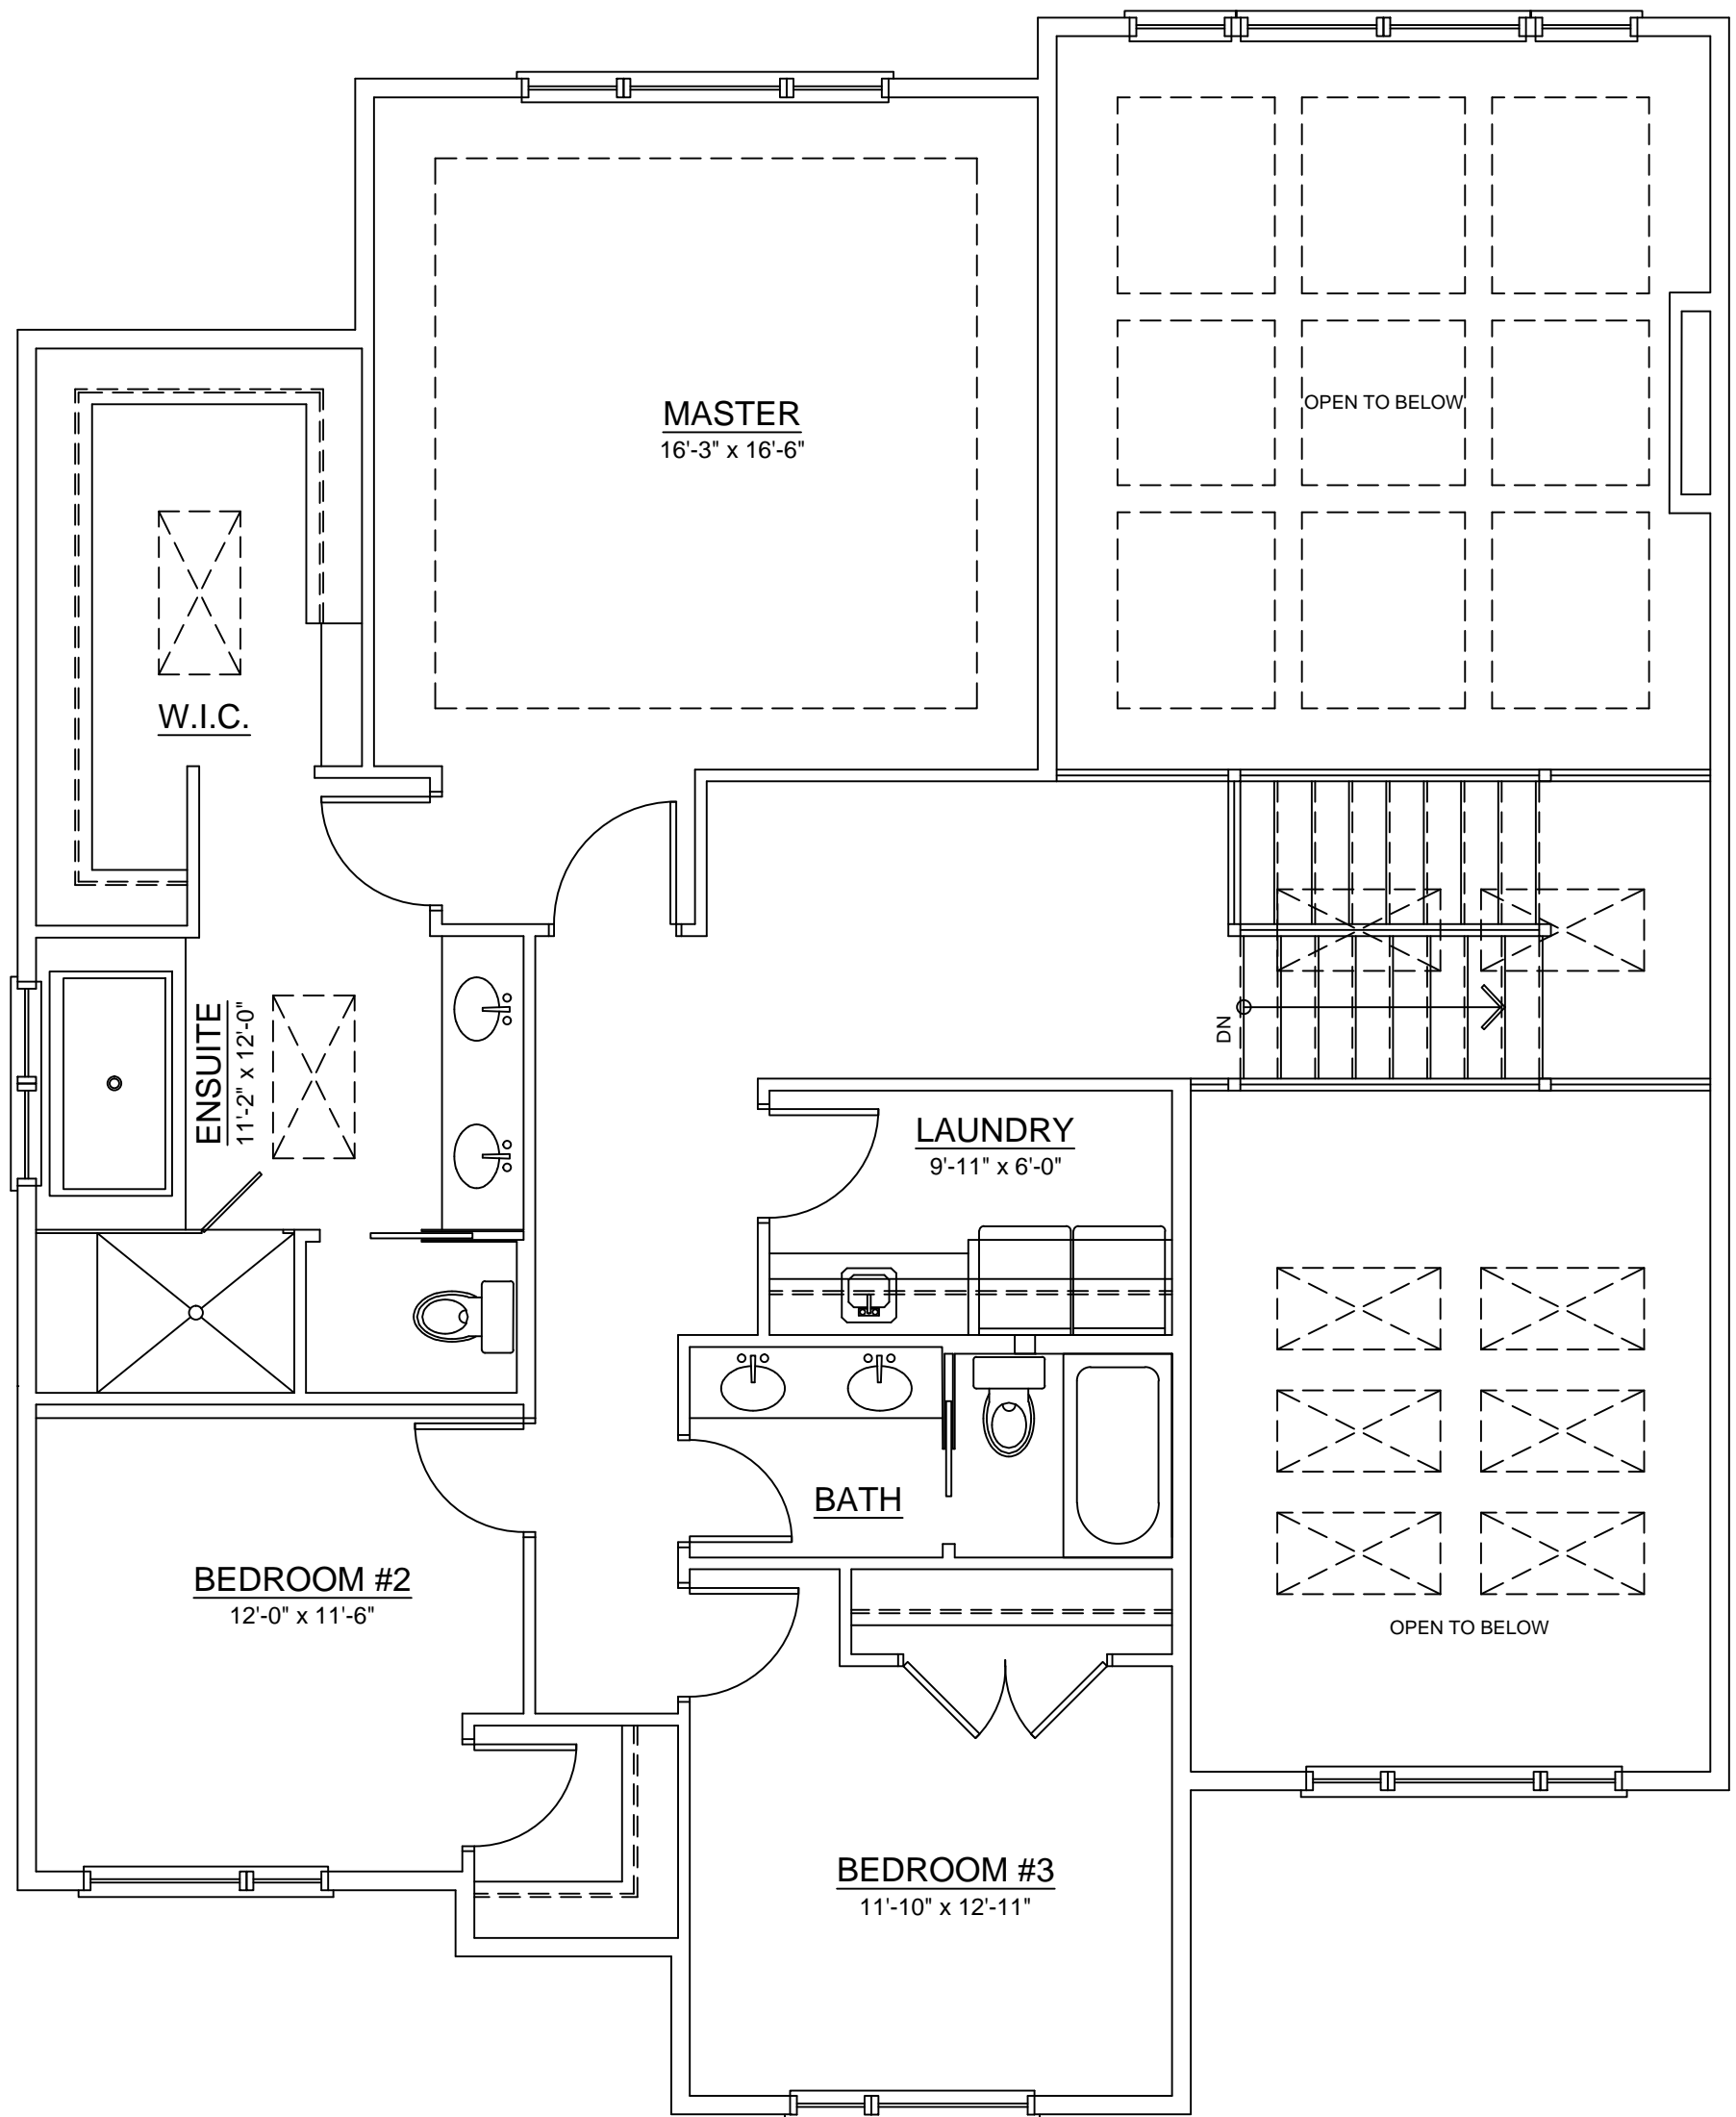 OPEN TO BELOW
MASTER
16'-3" x 16'-6"
W.I.C.
ENSUITE
11'-2" x 12'-0"
DN
LAUNDRY
9'-11" x 6'-0"
BATH
BEDROOM #2
12'-0" x 11'-6"
OPEN TO BELOW
BEDROOM #3
11'-10" x 12'-11"